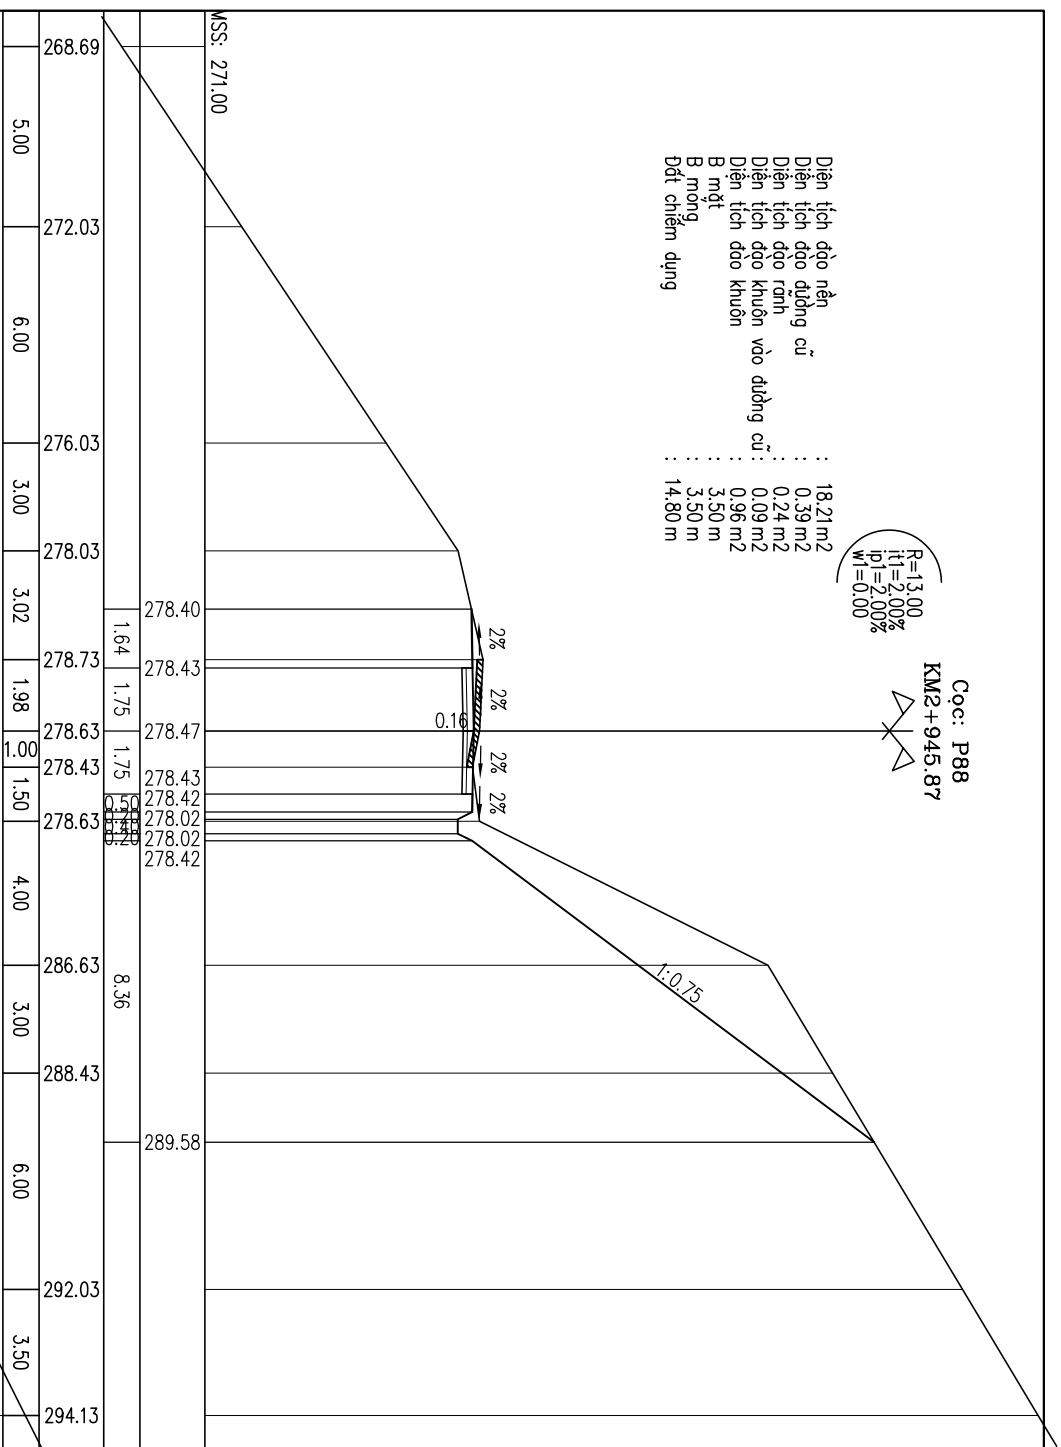 Cọc: P88
KM2+945.87
R=13.00
it1=2.00%
ip1=2.00%
w1=0.00
Diện tích đào nền : 18.21 m2
Diện tích đào đường cũ : 0.39 m2
Diện tích đào rãnh : 0.24 m2
Diện tích đào khuôn vào đường cũ : 0.09 m2
Diện tích đào khuôn : 0.96 m2
B mặt : 3.50 m
B mong : 3.50 m
Đất chiếm dụng : 14.80 m
1:0.75
2% 2% 2% 2%
0.16
MSS: 271.00
278.40 278.43 278.47 278.43 278.42 278.02 278.02 278.42 289.58
1.64 1.75 1.75 0.50 8.36
268.69 272.03 276.03 278.03 278.73 278.63 278.43 278.63 286.63 288.43 292.03 294.13
5.00 6.00 3.00 3.02 1.98 1.00 1.50 4.00 3.00 6.00 3.50